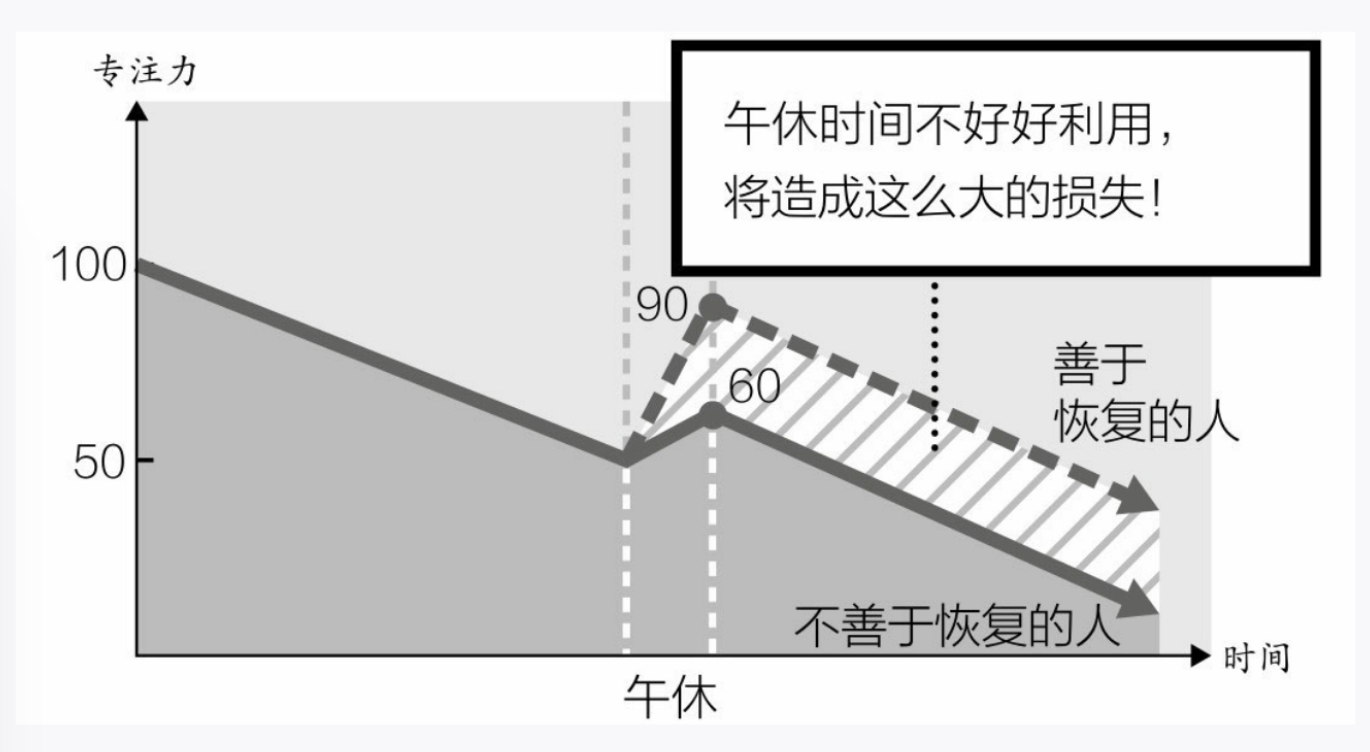 专注力
午休时间不好好利用，
将造成这么大的损失！
100
90
60
善于
恢复的人
50
不善于恢复的人
时间
午休